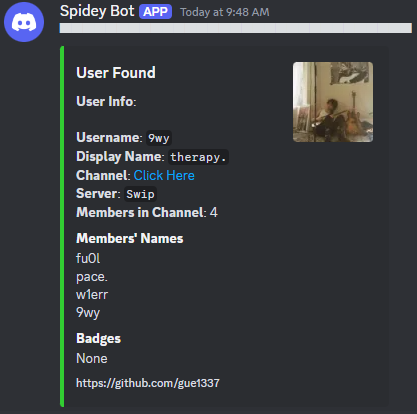 Spidey Bot APP Today at 9:48 AM
User Found
User Info:
Username: 9wy
Display Name: therapy.
Channel: Click Here
Server: Swip
Members in Channel: 4
Members' Names
fu0l
pace.
w1err
9wy
Badges
None
https://github.com/gue1337